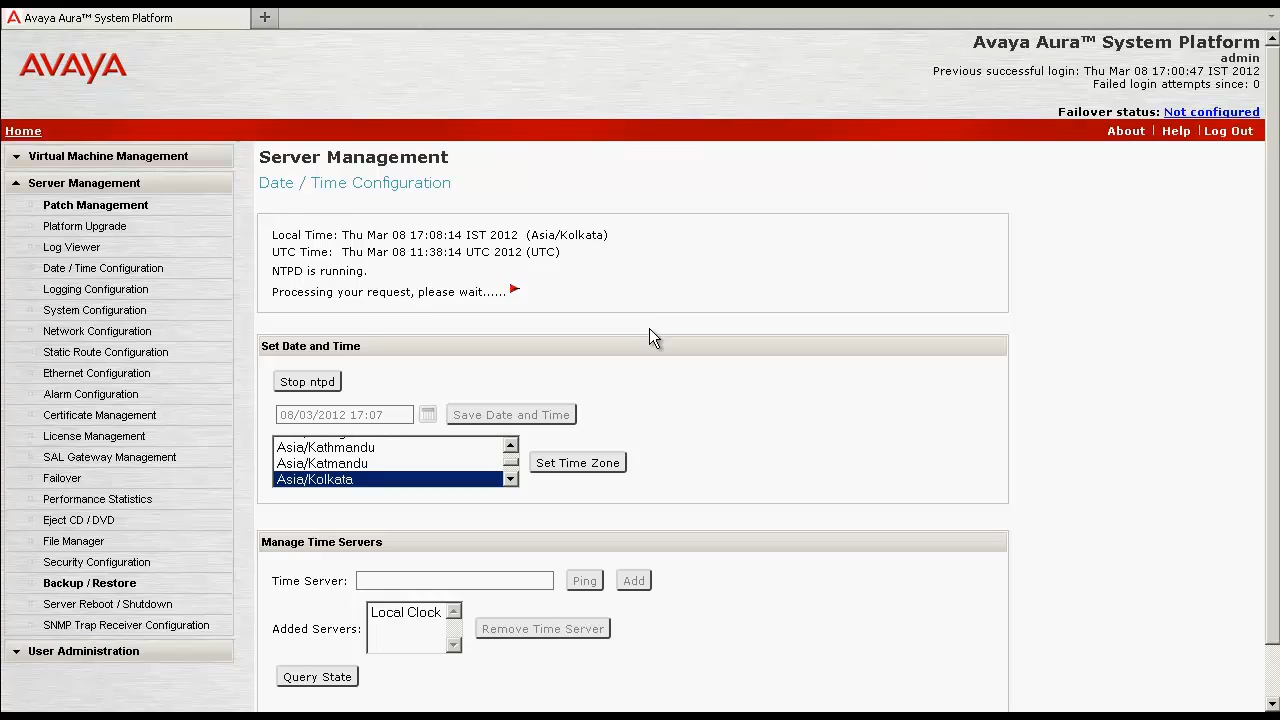 Avaya Aura™ System Platform
+
AVAYA
Avaya Aura™ System Platform
admin
Previous successful login: Thu Mar 08 17:00:47 IST 2012
Failed login attempts since: 0
Failover status: Not configured
Home
About | Help | Log Out
Virtual Machine Management
Server Management
Patch Management
Platform Upgrade
Log Viewer
Date / Time Configuration
Logging Configuration
System Configuration
Network Configuration
Static Route Configuration
Ethernet Configuration
Alarm Configuration
Certificate Management
License Management
SAL Gateway Management
Failover
Performance Statistics
Eject CD / DVD
File Manager
Security Configuration
Backup / Restore
Server Reboot / Shutdown
SNMP Trap Receiver Configuration
User Administration
Server Management
Date / Time Configuration
Local Time: Thu Mar 08 17:08:14 IST 2012 (Asia/Kolkata)
UTC Time: Thu Mar 08 11:38:14 UTC 2012 (UTC)
NTPD is running.
Processing your request, please wait......
Set Date and Time
Stop ntpd
08/03/2012 17:07 Save Date and Time
Asia/Kathmandu
Asia/Katmandu
Asia/Kolkata
Set Time Zone
Manage Time Servers
Time Server: Ping Add
Added Servers: Local Clock Remove Time Server
Query State